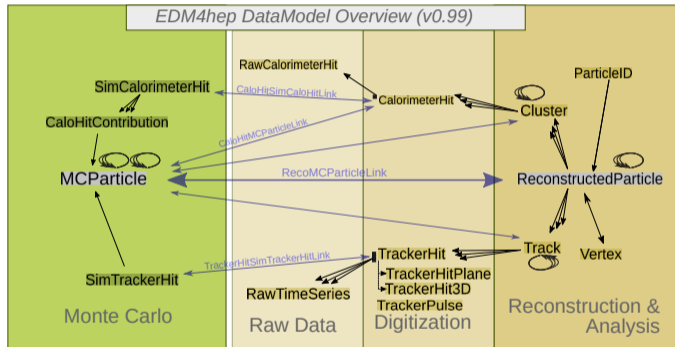 EDM4hep DataModel Overview (v0.99)
RawCalorimeterHit
ParticleID
SimCalorimeterHit
CaloHitSimCaloHitLink
CalorimeterHit
Cluster
CaloHitContribution
CaloHitMCParticleLink
MCParticle
RecoMCParticleLink
ReconstructedParticle
TrackerHitSimTrackerHitLink
TrackerHit
Track
Vertex
SimTrackerHit
TrackerHitPlane
RawTimeSeries
TrackerHit3D
TrackerPulse
Monte Carlo
Raw Data
Digitization
Reconstruction &
Analysis